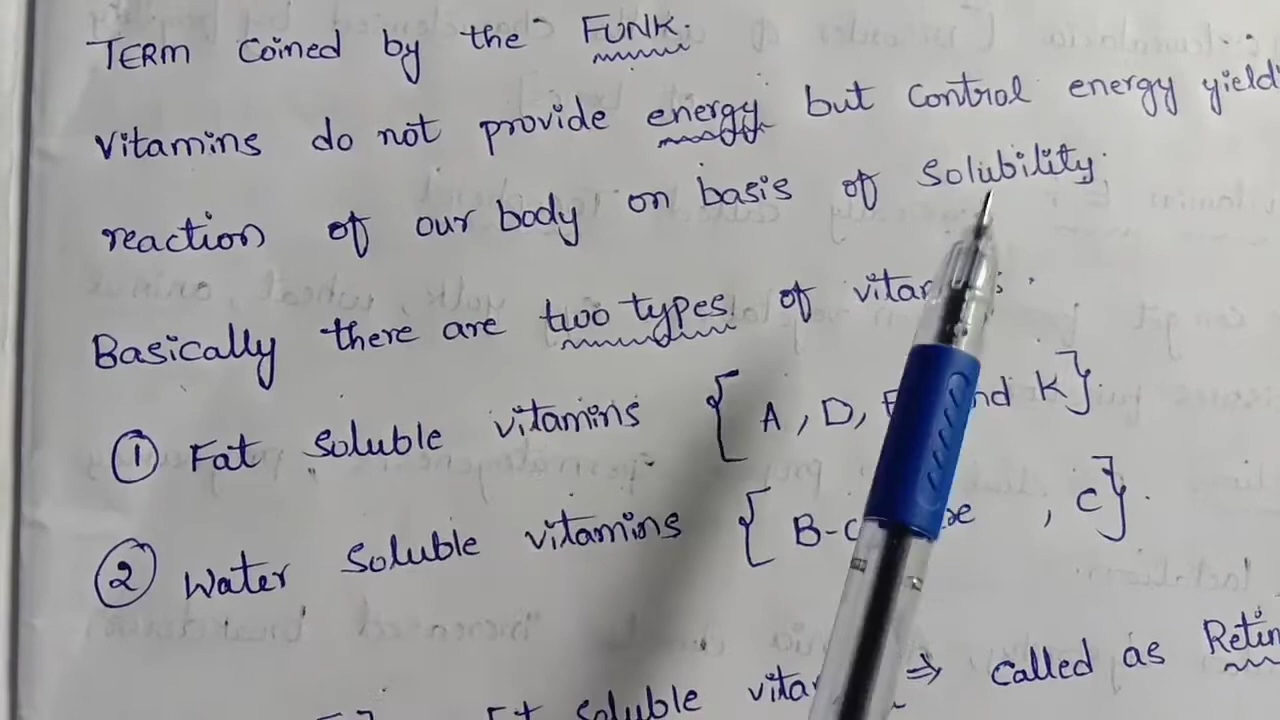 TERM coined by the FUNK.
vitamins do not provide energy but control energy yield
reaction of our body on basis of solubility.
Basically there are two types of
① Fat soluble vitamins { A, D, and K}.
② Water soluble vitamins { , C}.
soluble ⇒ called as